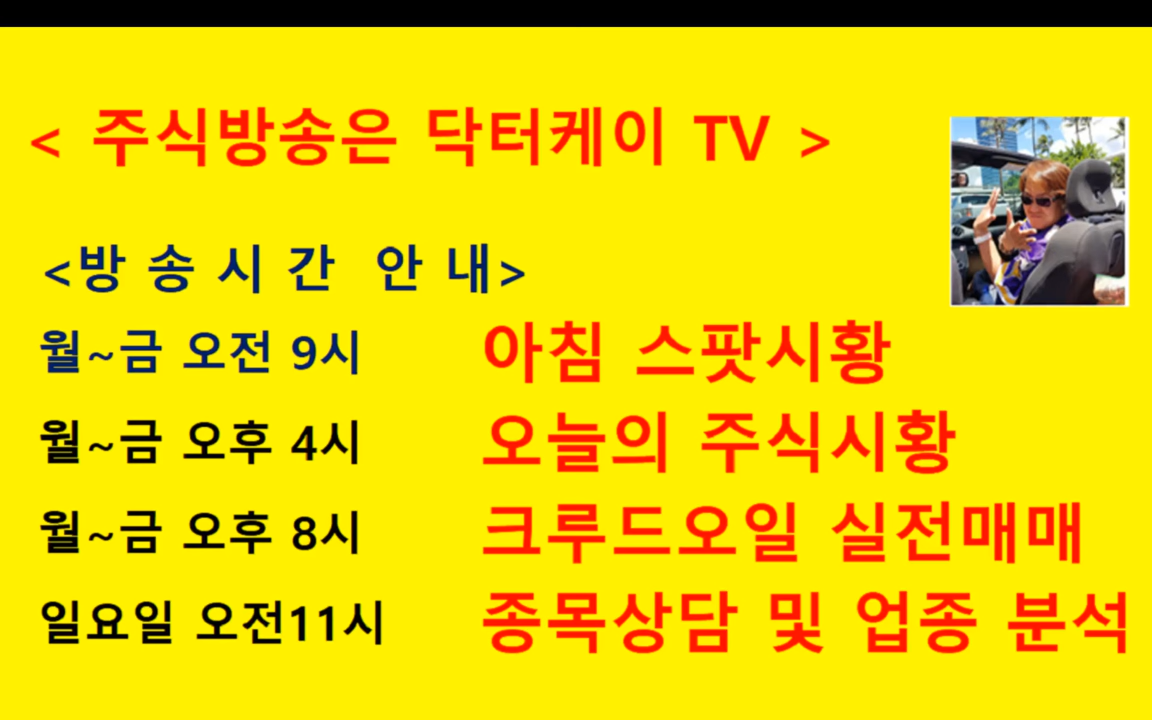 < 주식방송은 닥터케이 TV >
<방 송 시 간 안 내>
월~금 오전 9시 아침 스팟시황
월~금 오후 4시 오늘의 주식시황
월~금 오후 8시 크루드오일 실전매매
일요일 오전11시 종목상담 및 업종 분석